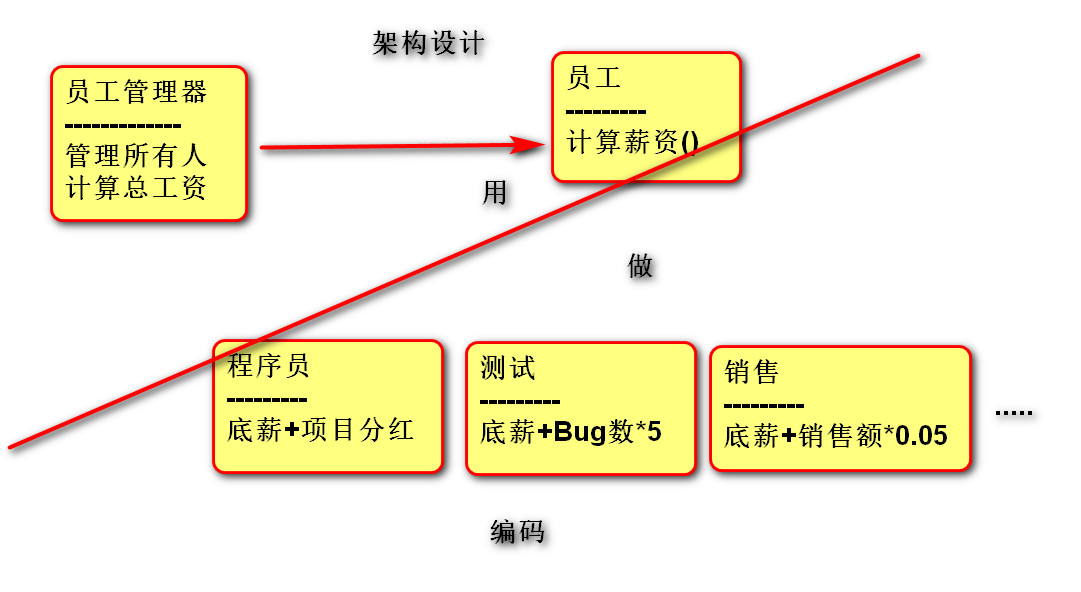 架构设计
员工管理器
-------------
管理所有人
计算总工资
员工
---------
计算薪资()
用
做
程序员
---------
底薪+项目分红
测试
---------
底薪+Bug数*5
销售
---------
底薪+销售额*0.05
.....
编码